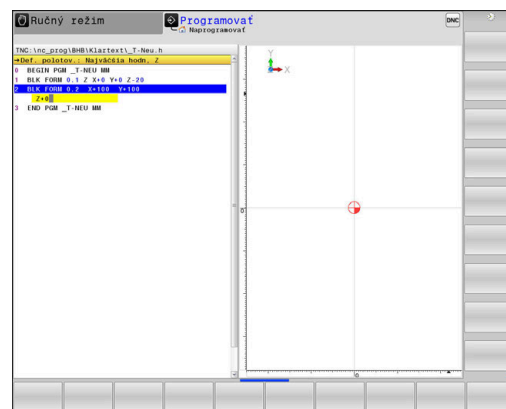 Ručný režim
Programovať
Naprogramovať
DNC
TNC:\nc_prog\BHB\Klartext\_T-Neu.h
→Def. polotov.: Najväčšia hodn. Z
0 BEGIN PGM _T-NEU MM
1 BLK FORM 0.1 Z X+0 Y+0 Z-20
2 BLK FORM 0.2 X+100 Y+100
Z+0
3 END PGM _T-NEU MM
Y
X
0
0